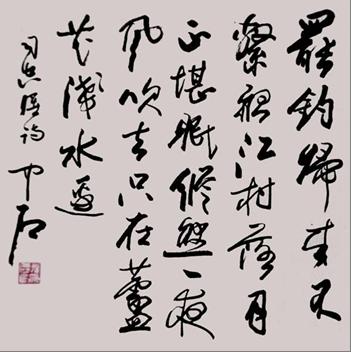 罷釣歸來不
繫船江村落月
正堪眠縱然一夜
風吹去只在蘆
花淺水邊
司空曙詩 中石